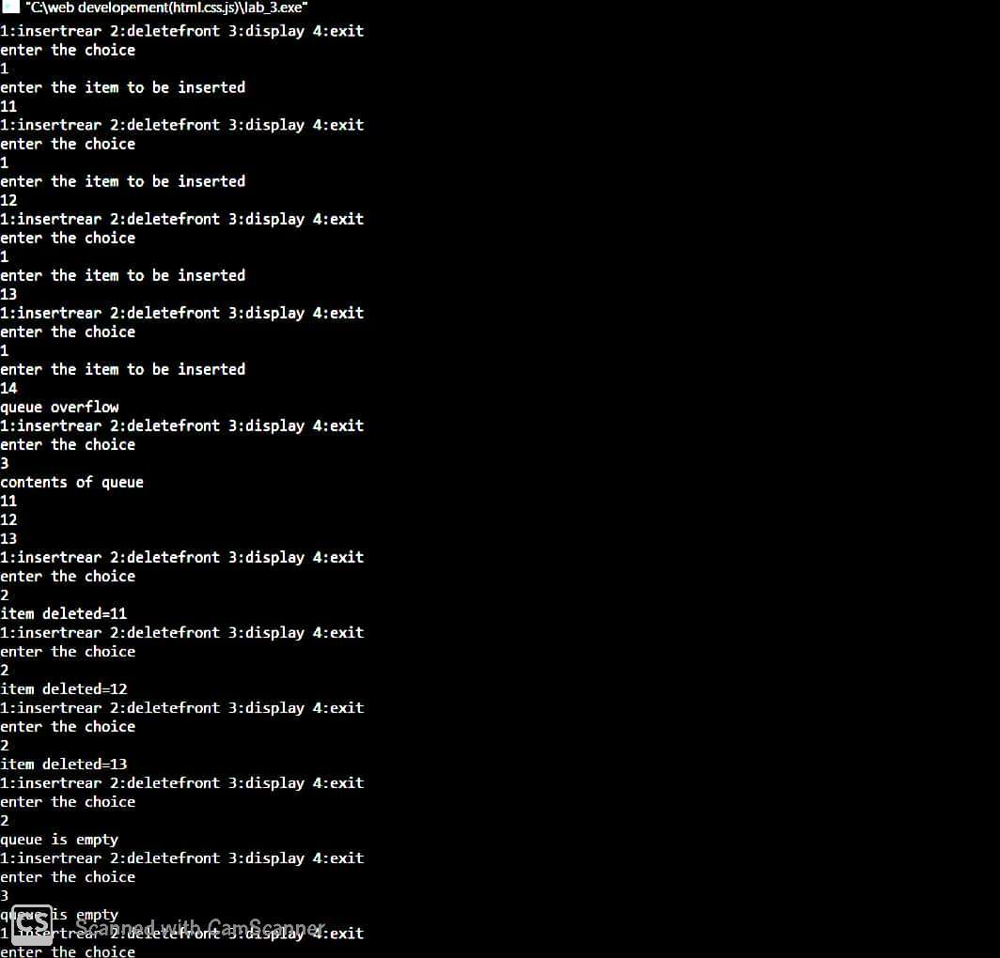 "C:\web developement(html.css.js)\lab_3.exe"
1:insertrear 2:deletefront 3:display 4:exit
enter the choice
1
enter the item to be inserted
11
1:insertrear 2:deletefront 3:display 4:exit
enter the choice
1
enter the item to be inserted
12
1:insertrear 2:deletefront 3:display 4:exit
enter the choice
1
enter the item to be inserted
13
1:insertrear 2:deletefront 3:display 4:exit
enter the choice
1
enter the item to be inserted
14
queue overflow
1:insertrear 2:deletefront 3:display 4:exit
enter the choice
3
contents of queue
11
12
13
1:insertrear 2:deletefront 3:display 4:exit
enter the choice
2
item deleted=11
1:insertrear 2:deletefront 3:display 4:exit
enter the choice
2
item deleted=12
1:insertrear 2:deletefront 3:display 4:exit
enter the choice
2
item deleted=13
1:insertrear 2:deletefront 3:display 4:exit
enter the choice
2
queue is empty
1:insertrear 2:deletefront 3:display 4:exit
enter the choice
3
queue is empty
CS Scanned with CamScanner
1:insertrear 2:deletefront 3:display 4:exit
enter the choice